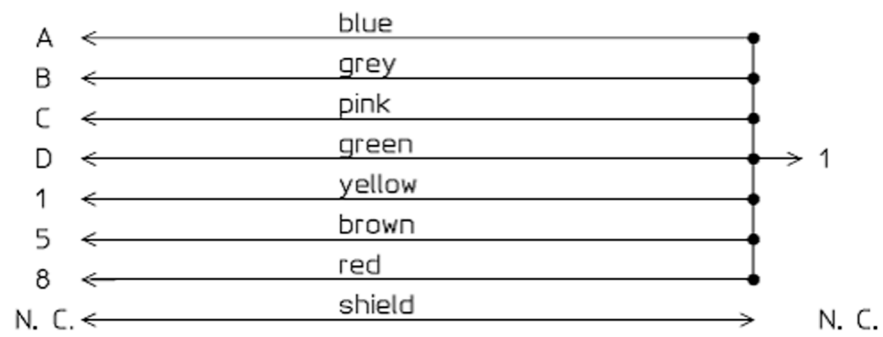 blue
A
grey
B
pink
C
green
D 1
yellow
1
brown
5
red
8
shield
N. C. N. C.